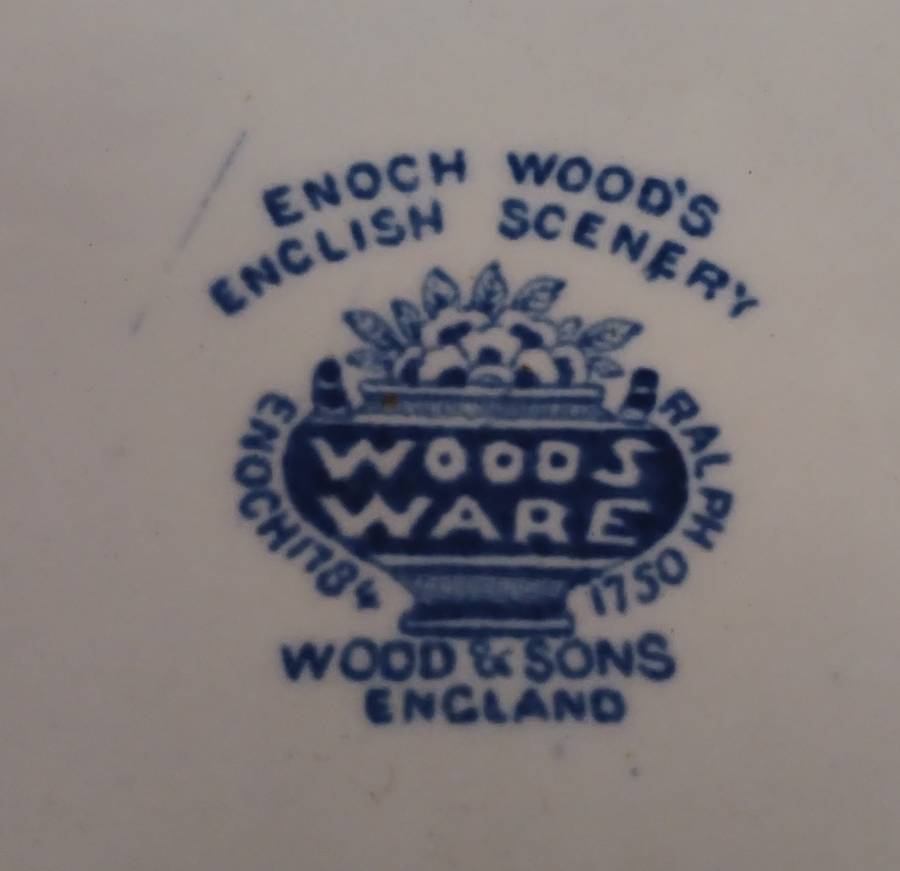 ENOCH WOOD'S
ENGLISH SCENERY
ENOCH 1784
RALPH 1750
WOODS
WARE
WOOD & SONS
ENGLAND